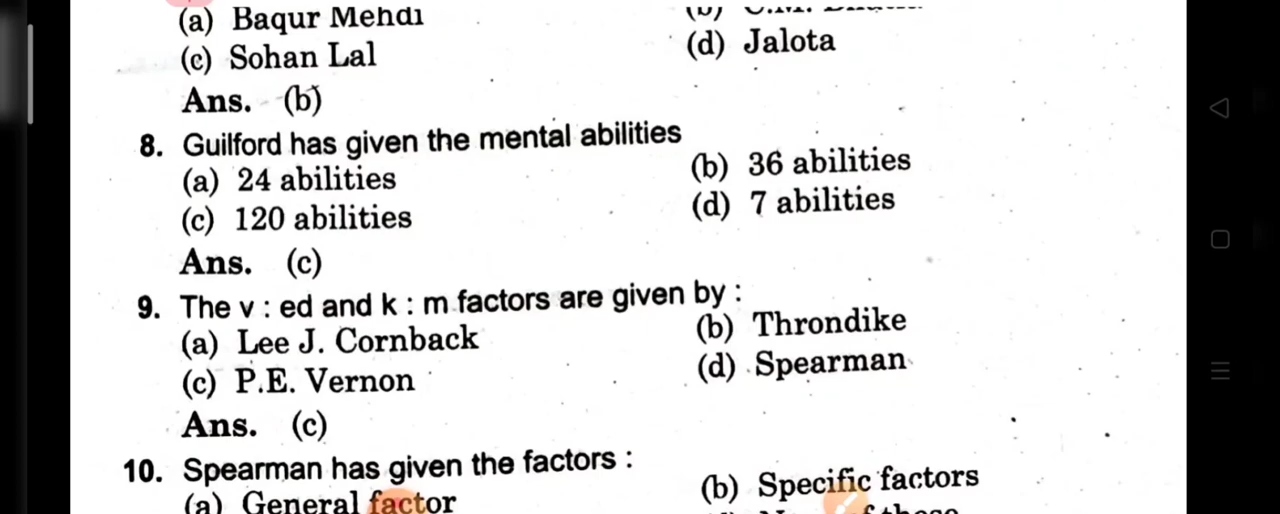 (a) Baqur Mehdi
(c) Sohan Lal (d) Jalota
Ans. (b)
8. Guilford has given the mental abilities
(a) 24 abilities (b) 36 abilities
(c) 120 abilities (d) 7 abilities
Ans. (c)
9. The v : ed and k : m factors are given by :
(a) Lee J. Cornback (b) Throndike
(c) P.E. Vernon (d) Spearman
Ans. (c)
10. Spearman has given the factors :
(a) General factor (b) Specific factors